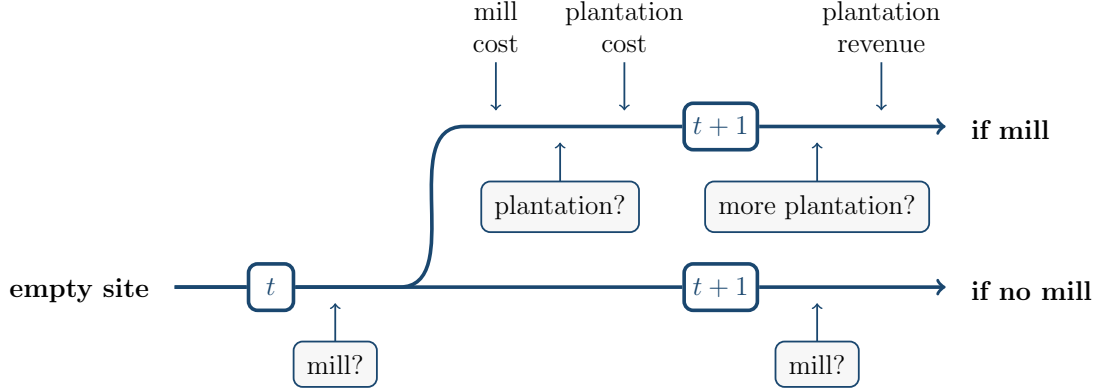 mill
cost
plantation
cost
plantation
revenue
t + 1
if mill
plantation?
more plantation?
empty site
t
t + 1
if no mill
mill?
mill?